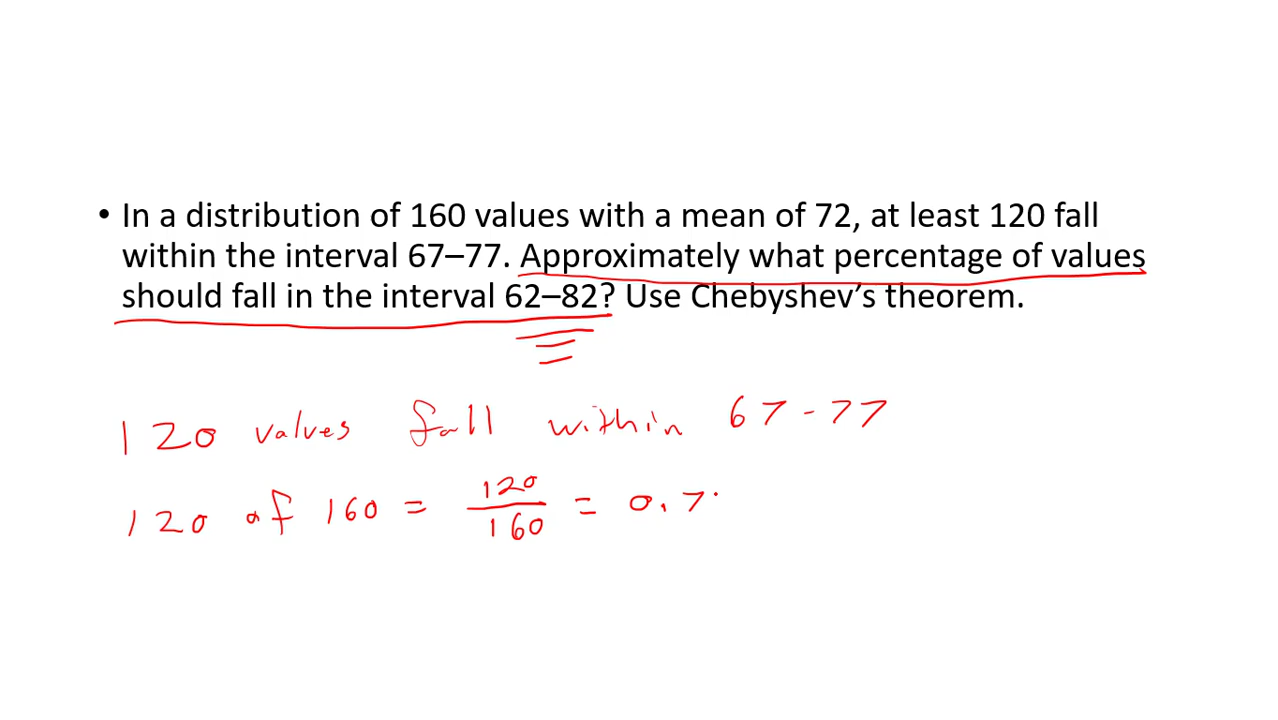 • In a distribution of 160 values with a mean of 72, at least 120 fall
within the interval 67–77. Approximately what percentage of values
should fall in the interval 62–82? Use Chebyshev's theorem.
120 values fall within 67-77
120 of 160 = 120/160 = 0.7